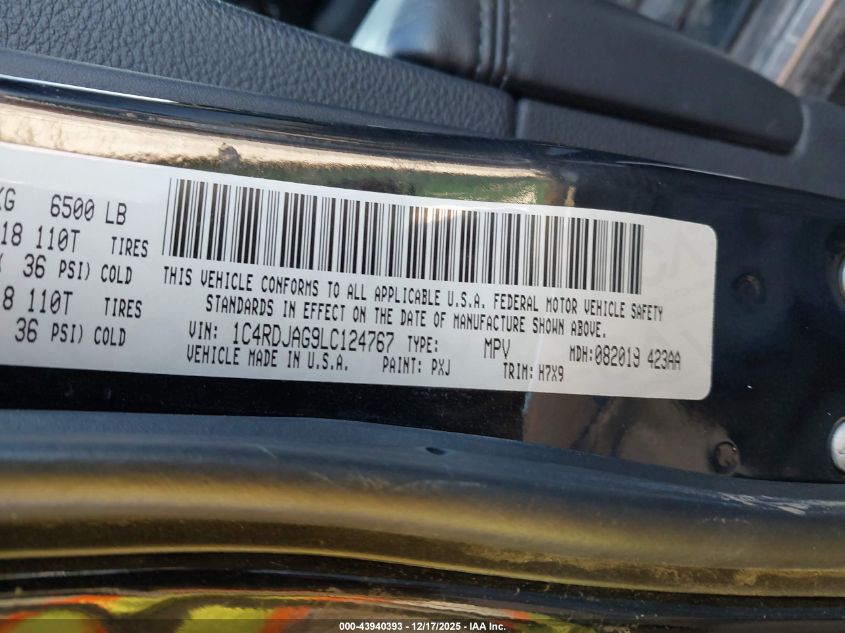 KG 6500 LB
18 110T TIRES
36 PSI) COLD
8 110T TIRES
36 PSI) COLD
THIS VEHICLE CONFORMS TO ALL APPLICABLE U.S.A. FEDERAL MOTOR VEHICLE SAFETY
STANDARDS IN EFFECT ON THE DATE OF MANUFACTURE SHOWN ABOVE.
VIN: 1C4RDJAG9LC124767 TYPE: MPV MDH:082019 423AA
VEHICLE MADE IN U.S.A. PAINT: PXJ TRIM: H7X9
000-43940393 - 12/17/2025 - IAA Inc.